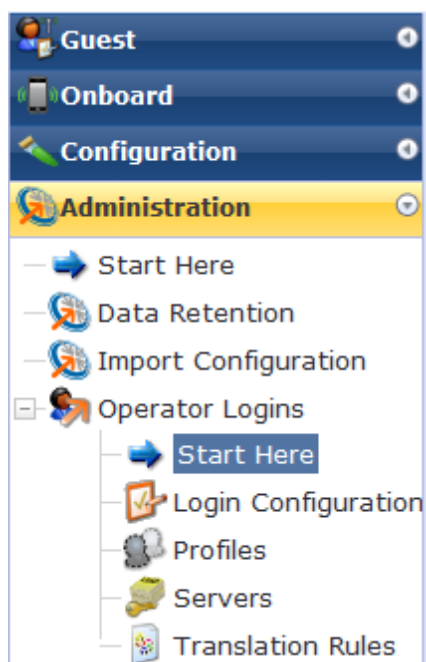 Guest
Onboard
Configuration
Administration
Start Here
Data Retention
Import Configuration
Operator Logins
Start Here
Login Configuration
Profiles
Servers
Translation Rules